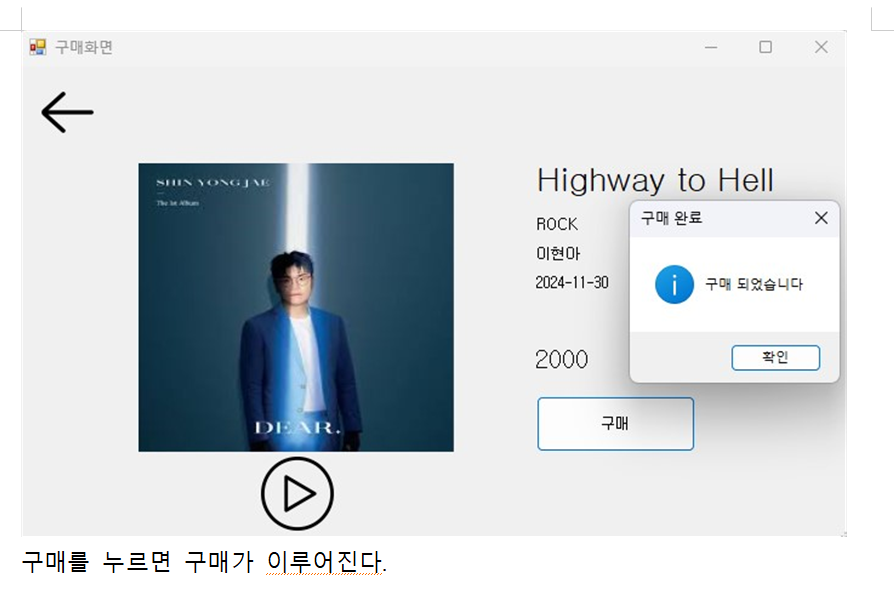 구매화면
SHIN YONG JAE
The 1st Album
DEAR.
Highway to Hell
ROCK
이현아
2024-11-30
2000
구매
구매 완료
구매 되었습니다
확인
구매를 누르면 구매가 이루어진다.